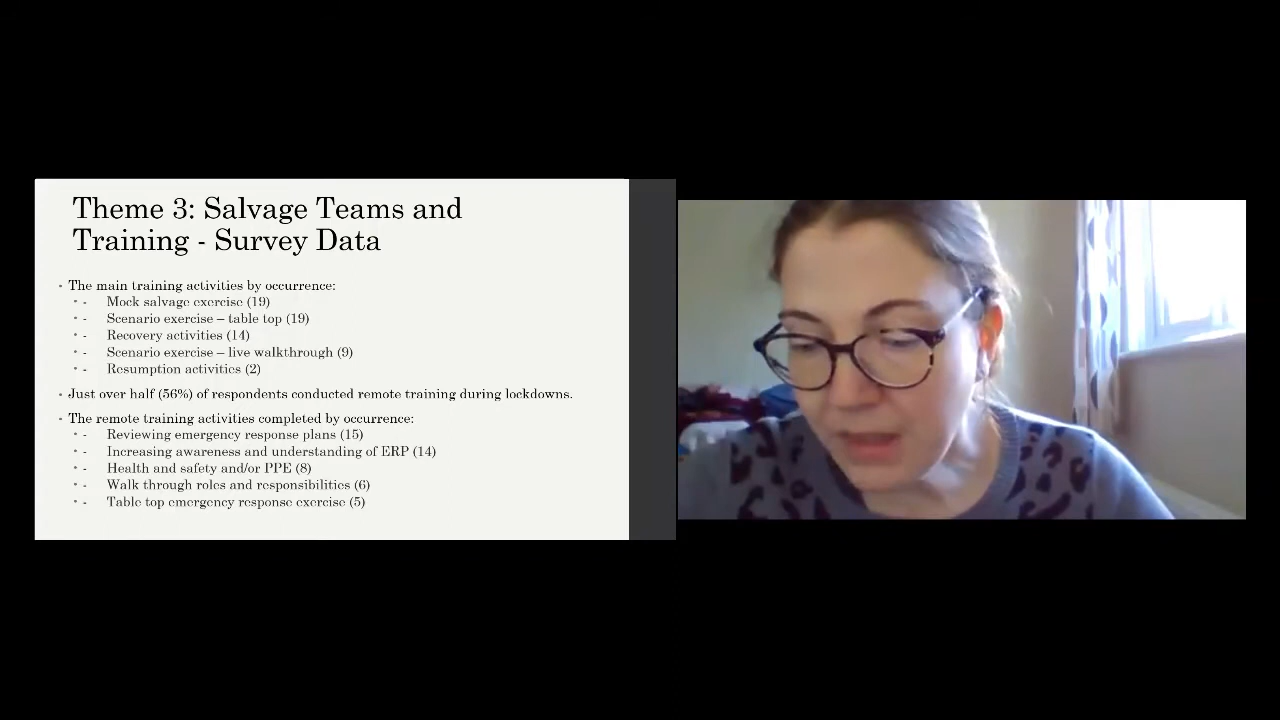 Theme 3: Salvage Teams and
Training - Survey Data
• The main training activities by occurrence:
• - Mock salvage exercise (19)
• - Scenario exercise – table top (19)
• - Recovery activities (14)
• - Scenario exercise – live walkthrough (9)
• - Resumption activities (2)
• Just over half (56%) of respondents conducted remote training during lockdowns.
• The remote training activities completed by occurrence:
• - Reviewing emergency response plans (15)
• - Increasing awareness and understanding of ERP (14)
• - Health and safety and/or PPE (8)
• - Walk through roles and responsibilities (6)
• - Table top emergency response exercise (5)